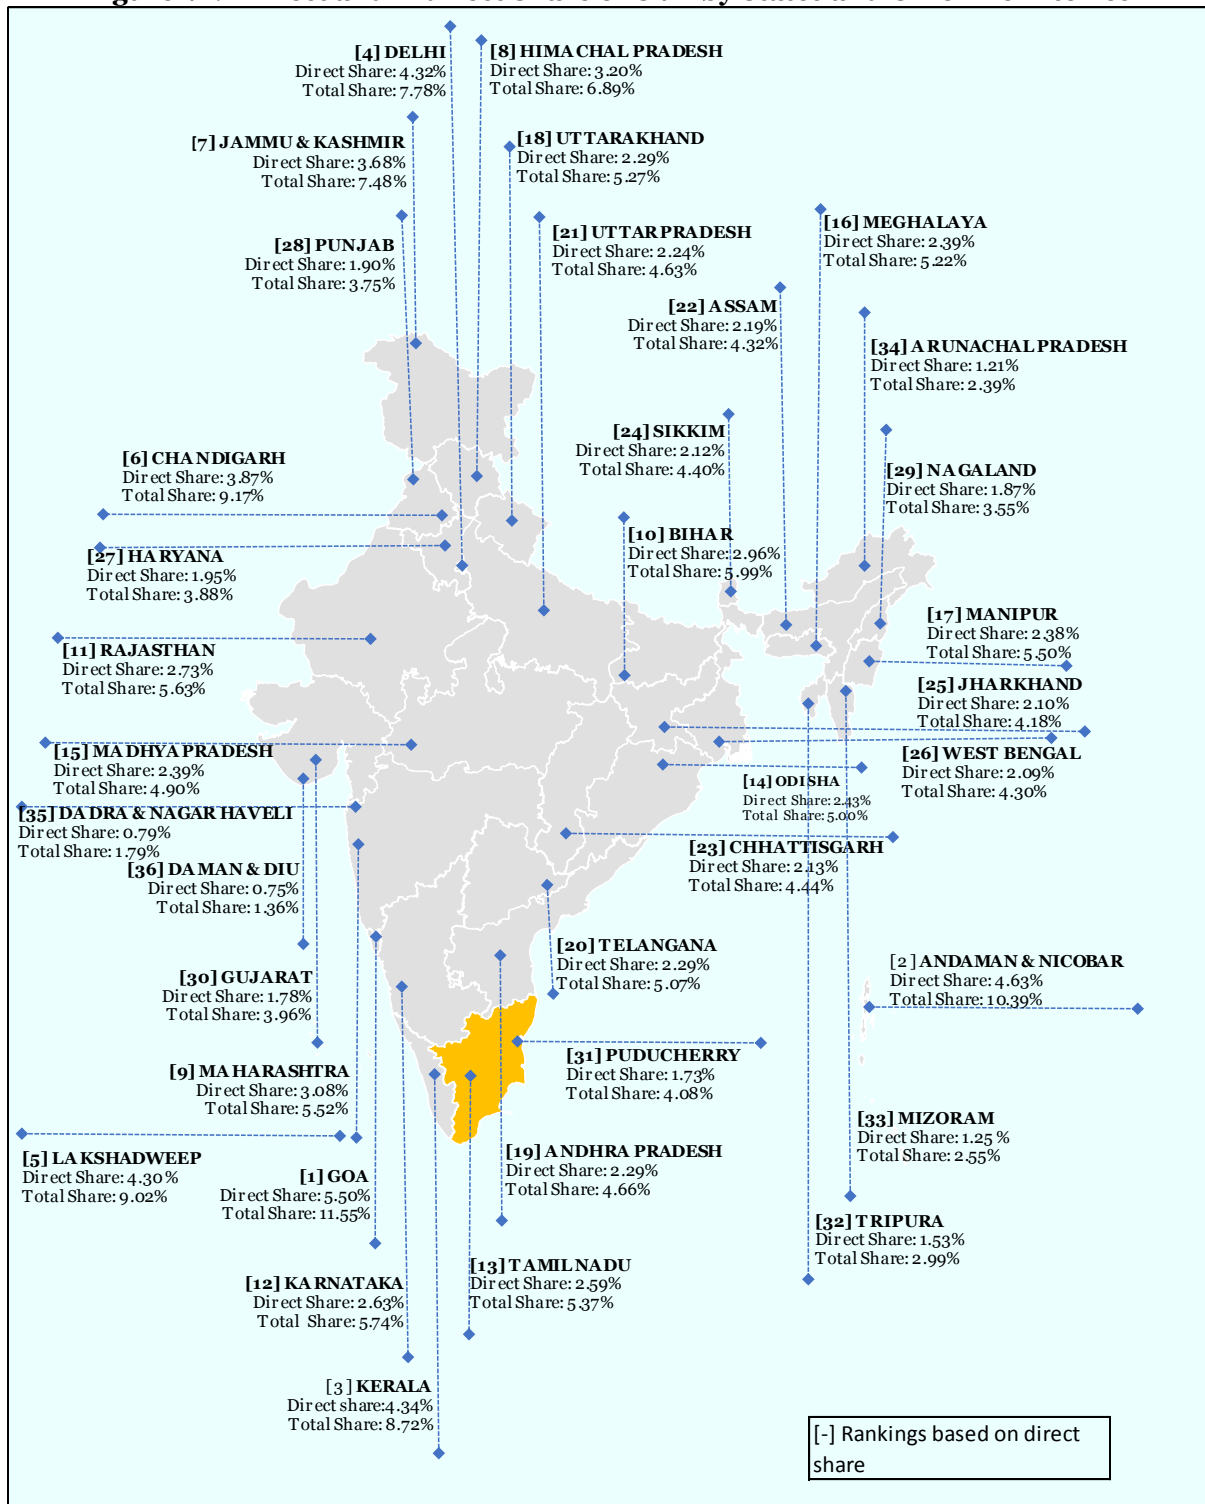 [4] DELHI
Direct Share: 4.32%
Total Share: 7.78%
[8] HIMACHAL PRADESH
Direct Share: 3.20%
Total Share: 6.89%
[7] JAMMU & KASHMIR
Direct Share: 3.68%
Total Share: 7.48%
[18] UTTARAKHAND
Direct Share: 2.29%
Total Share: 5.27%
[28] PUNJAB
Direct Share: 1.90%
Total Share: 3.75%
[21] UTTAR PRADESH
Direct Share: 2.24%
Total Share: 4.63%
[16] MEGHALAYA
Direct Share: 2.39%
Total Share: 5.22%
[22] ASSAM
Direct Share: 2.19%
Total Share: 4.32%
[34] ARUNACHAL PRADESH
Direct Share: 1.21%
Total Share: 2.39%
[24] SIKKIM
Direct Share: 2.12%
Total Share: 4.40%
[6] CHANDIGARH
Direct Share: 3.87%
Total Share: 9.17%
[29] NAGALAND
Direct Share: 1.87%
Total Share: 3.55%
[10] BIHAR
Direct Share: 2.96%
Total Share: 5.99%
[27] HARYANA
Direct Share: 1.95%
Total Share: 3.88%
[17] MANIPUR
Direct Share: 2.38%
Total Share: 5.50%
[11] RAJASTHAN
Direct Share: 2.73%
Total Share: 5.63%
[25] JHARKHAND
Direct Share: 2.10%
Total Share: 4.18%
[15] MADHYA PRADESH
Direct Share: 2.39%
Total Share: 4.90%
[26] WEST BENGAL
Direct Share: 2.09%
Total Share: 4.30%
[14] ODISHA
Direct Share: 2.43%
Total Share: 5.00%
[35] DADRA & NAGAR HAVELI
Direct Share: 0.79%
Total Share: 1.79%
[23] CHHATTISGARH
Direct Share: 2.13%
Total Share: 4.44%
[36] DAMAN & DIU
Direct Share: 0.75%
Total Share: 1.36%
[20] TELANGANA
Direct Share: 2.29%
Total Share: 5.07%
[2] ANDAMAN & NICOBAR
Direct Share: 4.63%
Total Share: 10.39%
[30] GUJARAT
Direct Share: 1.78%
Total Share: 3.96%
[31] PUDUCHERRY
Direct Share: 1.73%
Total Share: 4.08%
[9] MAHARASHTRA
Direct Share: 3.08%
Total Share: 5.52%
[33] MIZORAM
Direct Share: 1.25 %
Total Share: 2.55%
[19] ANDHRA PRADESH
Direct Share: 2.29%
Total Share: 4.66%
[5] LAKSHADWEEP
Direct Share: 4.30 %
Total Share: 9.02%
[1] GOA
Direct Share: 5.50%
Total Share: 11.55%
[32] TRIPURA
Direct Share: 1.53%
Total Share: 2.99%
[13] TAMIL NADU
Direct Share: 2.59%
Total Share: 5.37%
[12] KARNATAKA
Direct Share: 2.63%
Total Share: 5.74%
[3] KERALA
Direct share:4.34%
Total Share: 8.72%
[-] Rankings based on direct
share